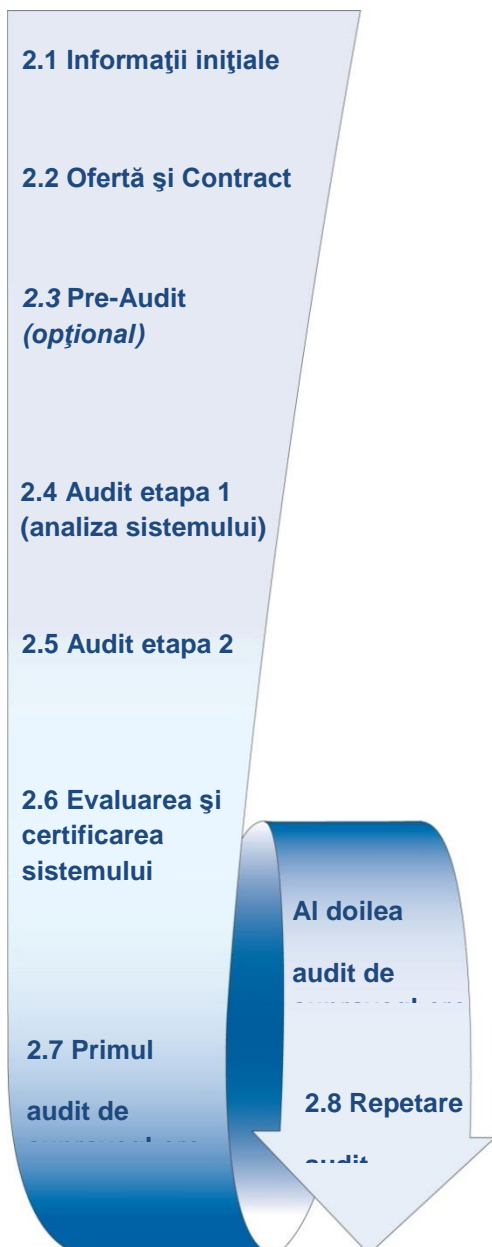 2.1 Informaţii iniţiale
2.2 Ofertă şi Contract
2.3 Pre-Audit
(opţional)
2.4 Audit etapa 1
(analiza sistemului)
2.5 Audit etapa 2
2.6 Evaluarea şi
certificarea
sistemului
2.7 Primul
audit de
Al doilea
audit de
2.8 Repetare
audit